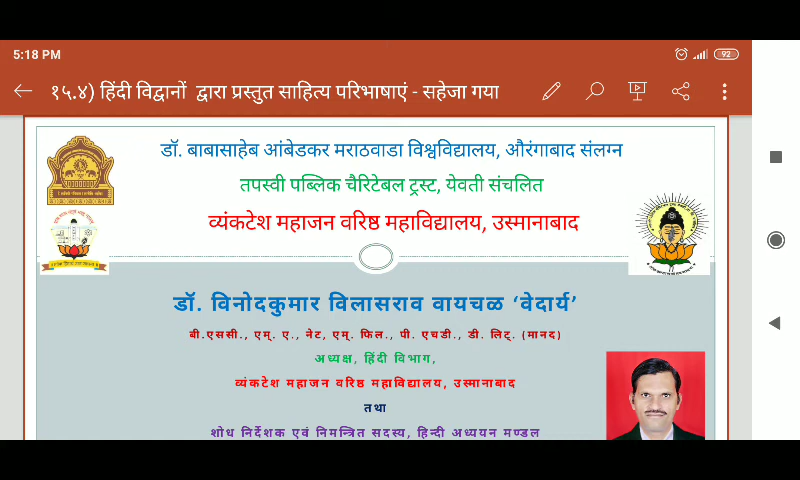 5:18 PM
92
१५.४) हिंदी विद्वानों द्वारा प्रस्तुत साहित्य परिभाषाएं - सहेजा गया
डॉ. बाबासाहेब आंबेडकर मराठवाडा विश्वविद्यालय, औरंगाबाद संलग्न
तपस्वी पब्लिक चैरिटेबल ट्रस्ट, येवती संचलित
व्यंकटेश महाजन वरिष्ठ महाविद्यालय, उस्मानाबाद
डॉ. विनोदकुमार विलासराव वायचळ ‘वेदार्य’
बी.एससी., एम्. ए., नेट, एम्. फिल., पी. एचडी., डी. लिट्. (मानद)
अध्यक्ष, हिंदी विभाग,
व्यंकटेश महाजन वरिष्ठ महाविद्यालय, उस्मानाबाद
तथा
शोध निर्देशक एवं निमन्त्रित सदस्य, हिन्दी अध्ययन मण्डल